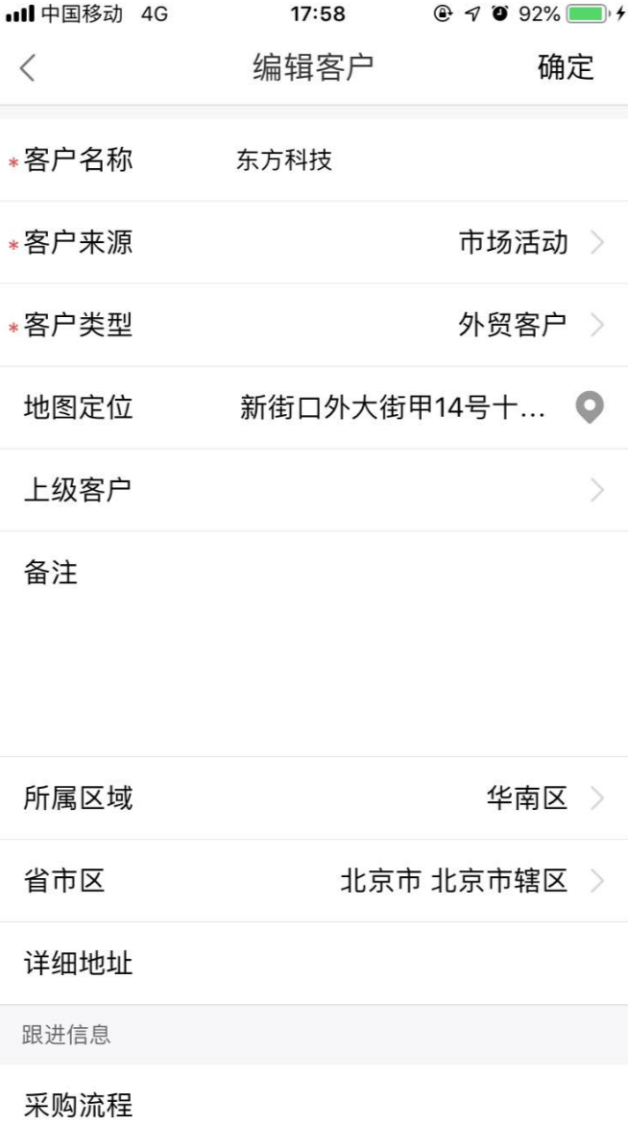 中国移动 4G 17:58 92%
编辑客户 确定
*客户名称 东方科技
*客户来源 市场活动
*客户类型 外贸客户
地图定位 新街口外大街甲14号十...
上级客户
备注
所属区域 华南区
省市区 北京市 北京市辖区
详细地址
跟进信息
采购流程